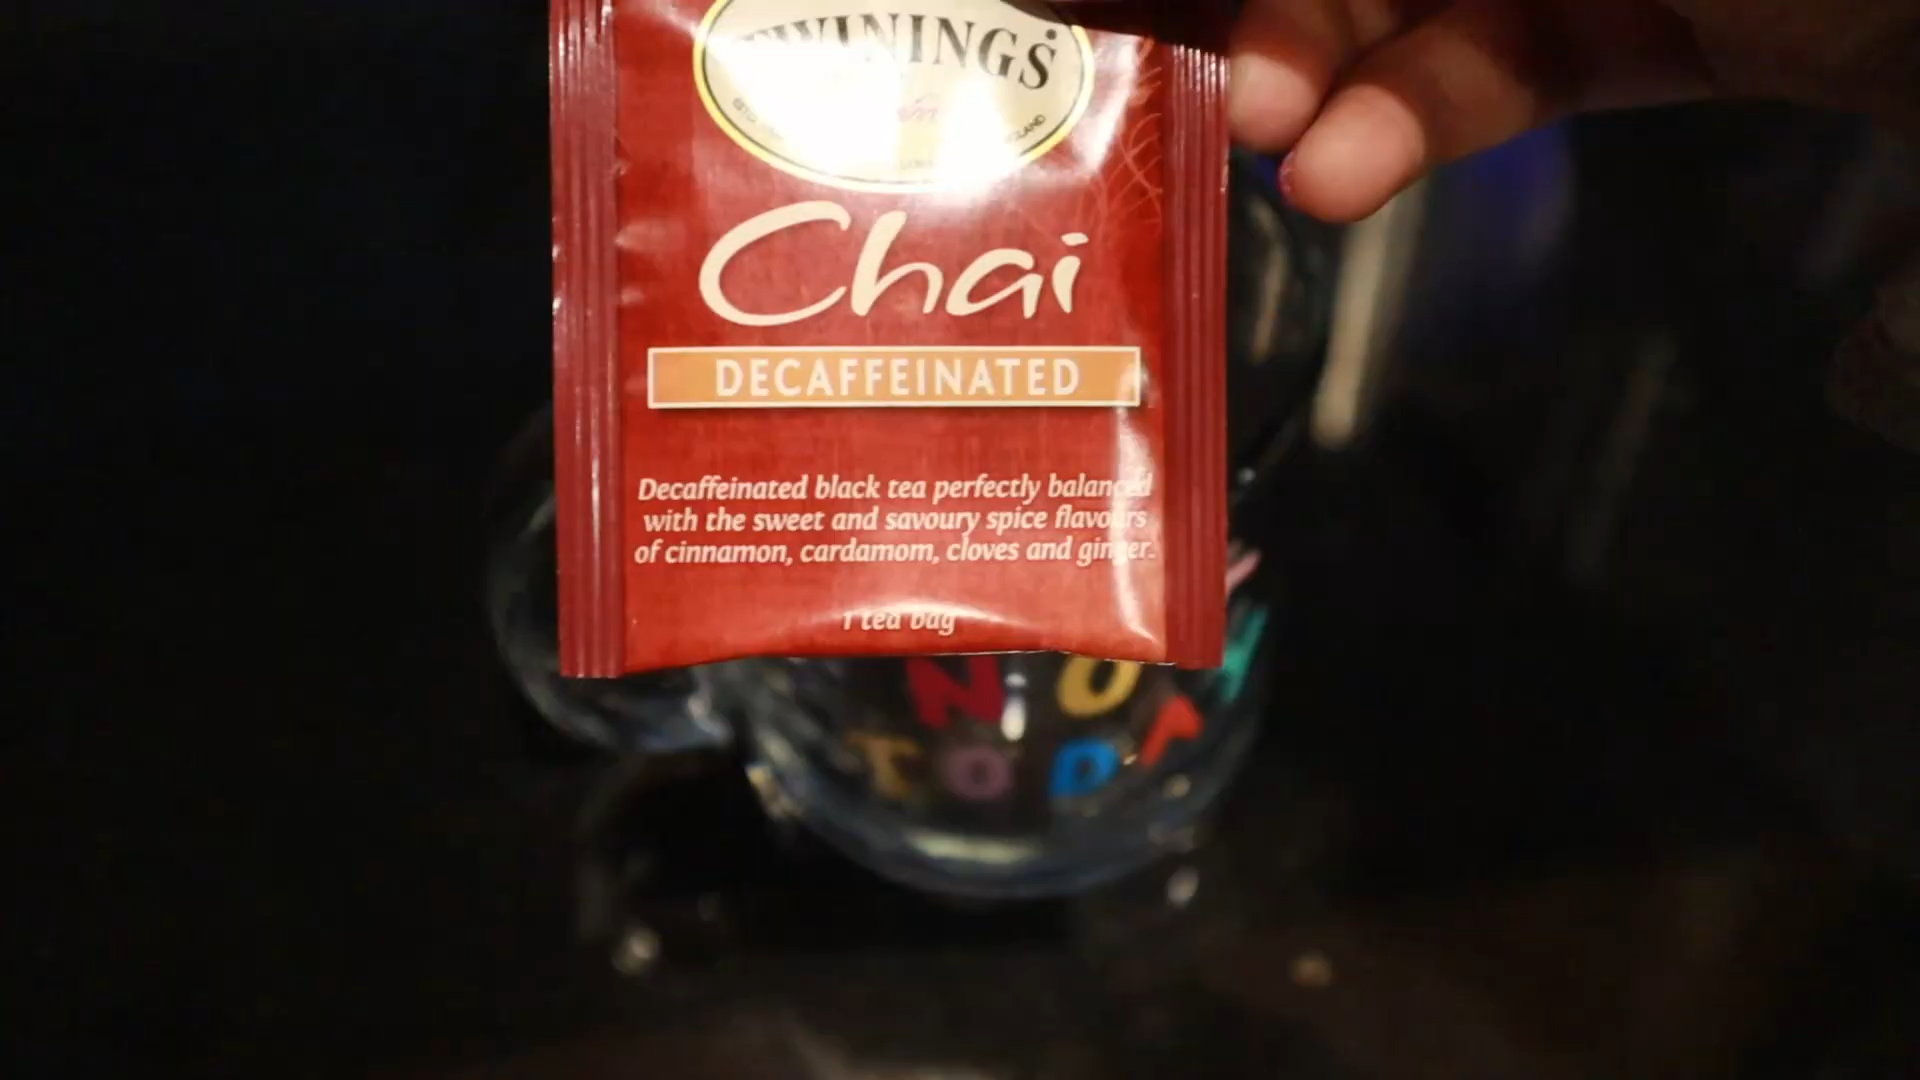 TWININGS
Chai
DECAFFEINATED
Decaffeinated black tea perfectly balanced
with the sweet and savoury spice flavours
of cinnamon, cardamom, cloves and ginger.
1 tea bag
N O
T O D A Y